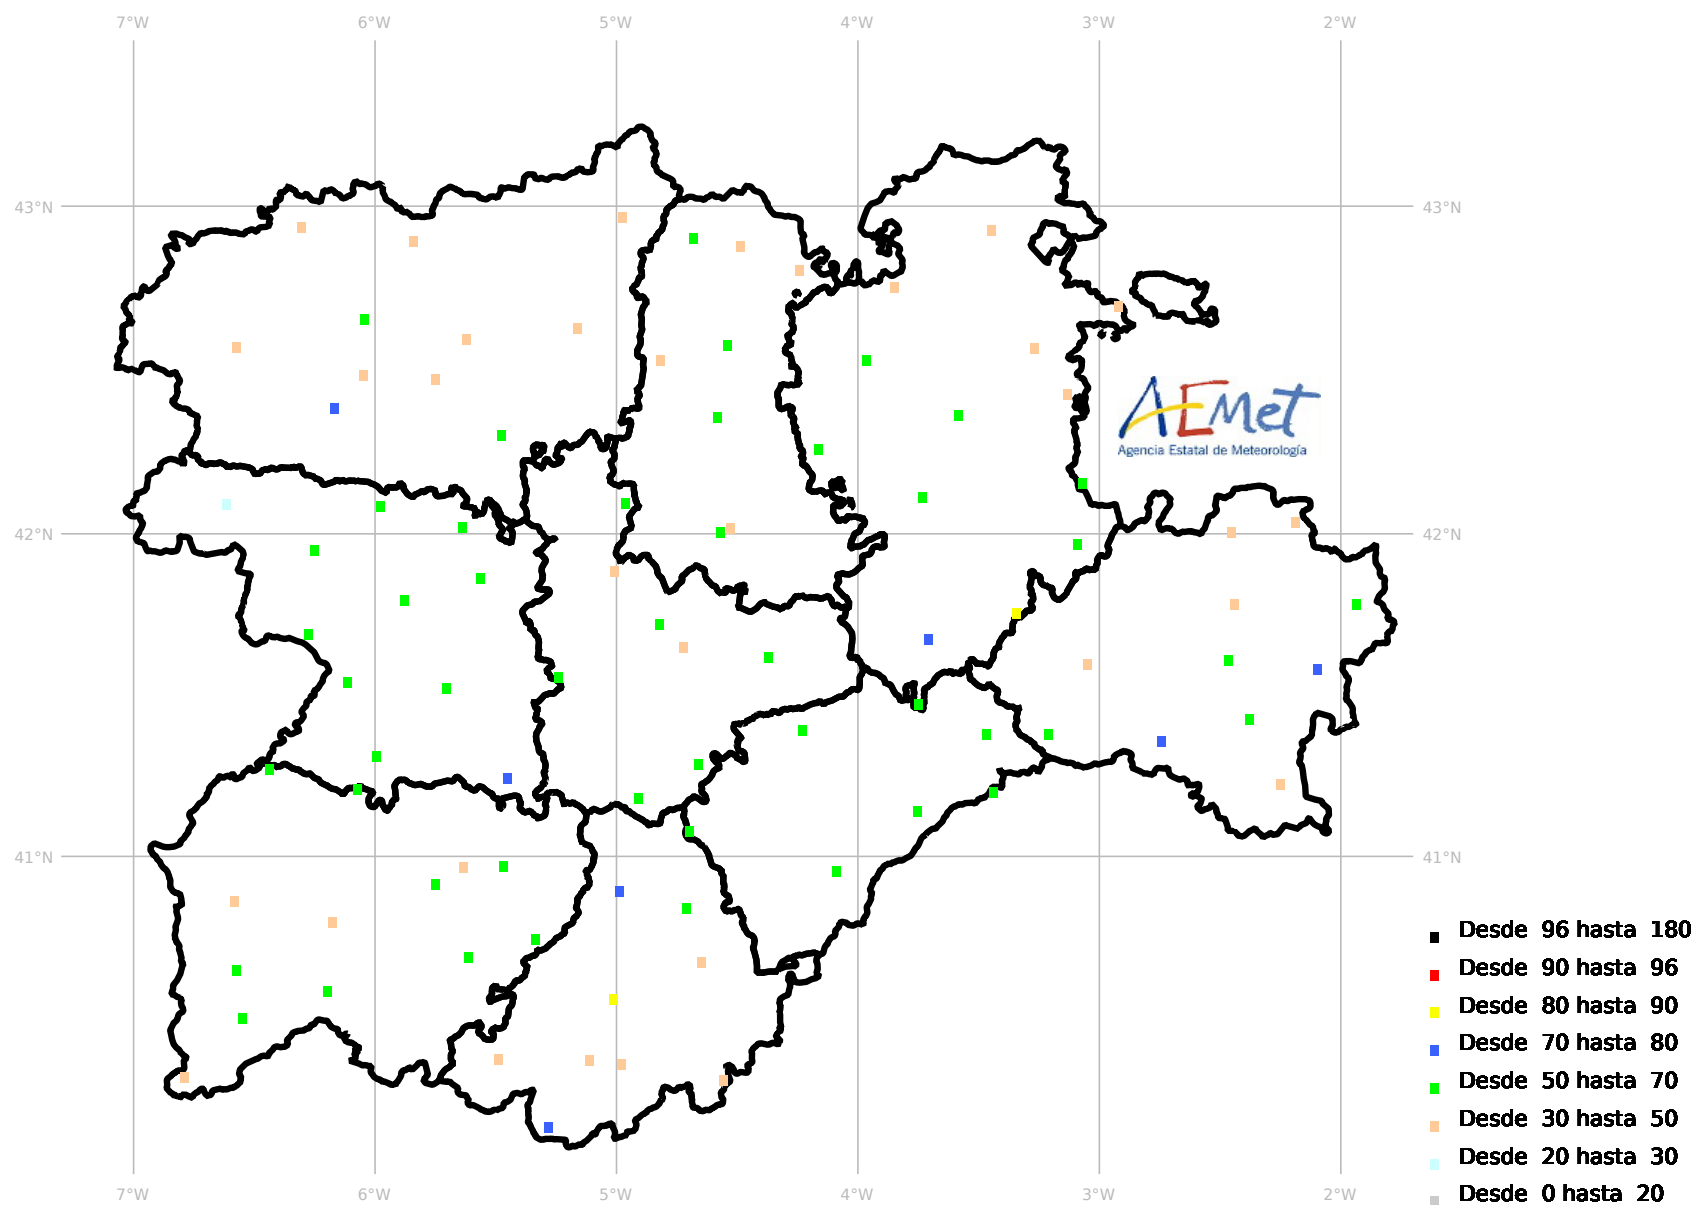 7°W 6°W 5°W 4°W 3°W 2°W
43°N 43°N
AEMet
Agencia Estatal de Meteorología
42°N 42°N
41°N 41°N
Desde 96 hasta 180
Desde 90 hasta 96
Desde 80 hasta 90
Desde 70 hasta 80
Desde 50 hasta 70
Desde 30 hasta 50
Desde 20 hasta 30
Desde 0 hasta 20
7°W 6°W 5°W 4°W 3°W 2°W